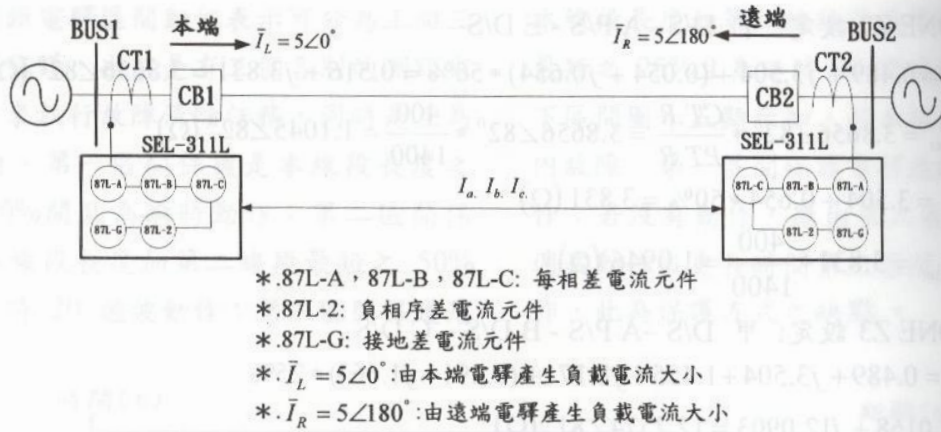 本端
遠端
BUS1
BUS2
I̅_L = 5∠0°
I̅_R = 5∠180°
CT1
CT2
CB1
CB2
SEL-311L
SEL-311L
87L-A 87L-B 87L-C
87L-G 87L-2
I_a, I_b, I_c
87L-C 87L-B 87L-A
87L-2 87L-G
*.87L-A，87L-B，87L-C: 每相差電流元件
*.87L-2: 負相序差電流元件
*.87L-G: 接地差電流元件
*.I̅_L = 5∠0°:由本端電驛產生負載電流大小
*.I̅_R = 5∠180°:由遠端電驛產生負載電流大小